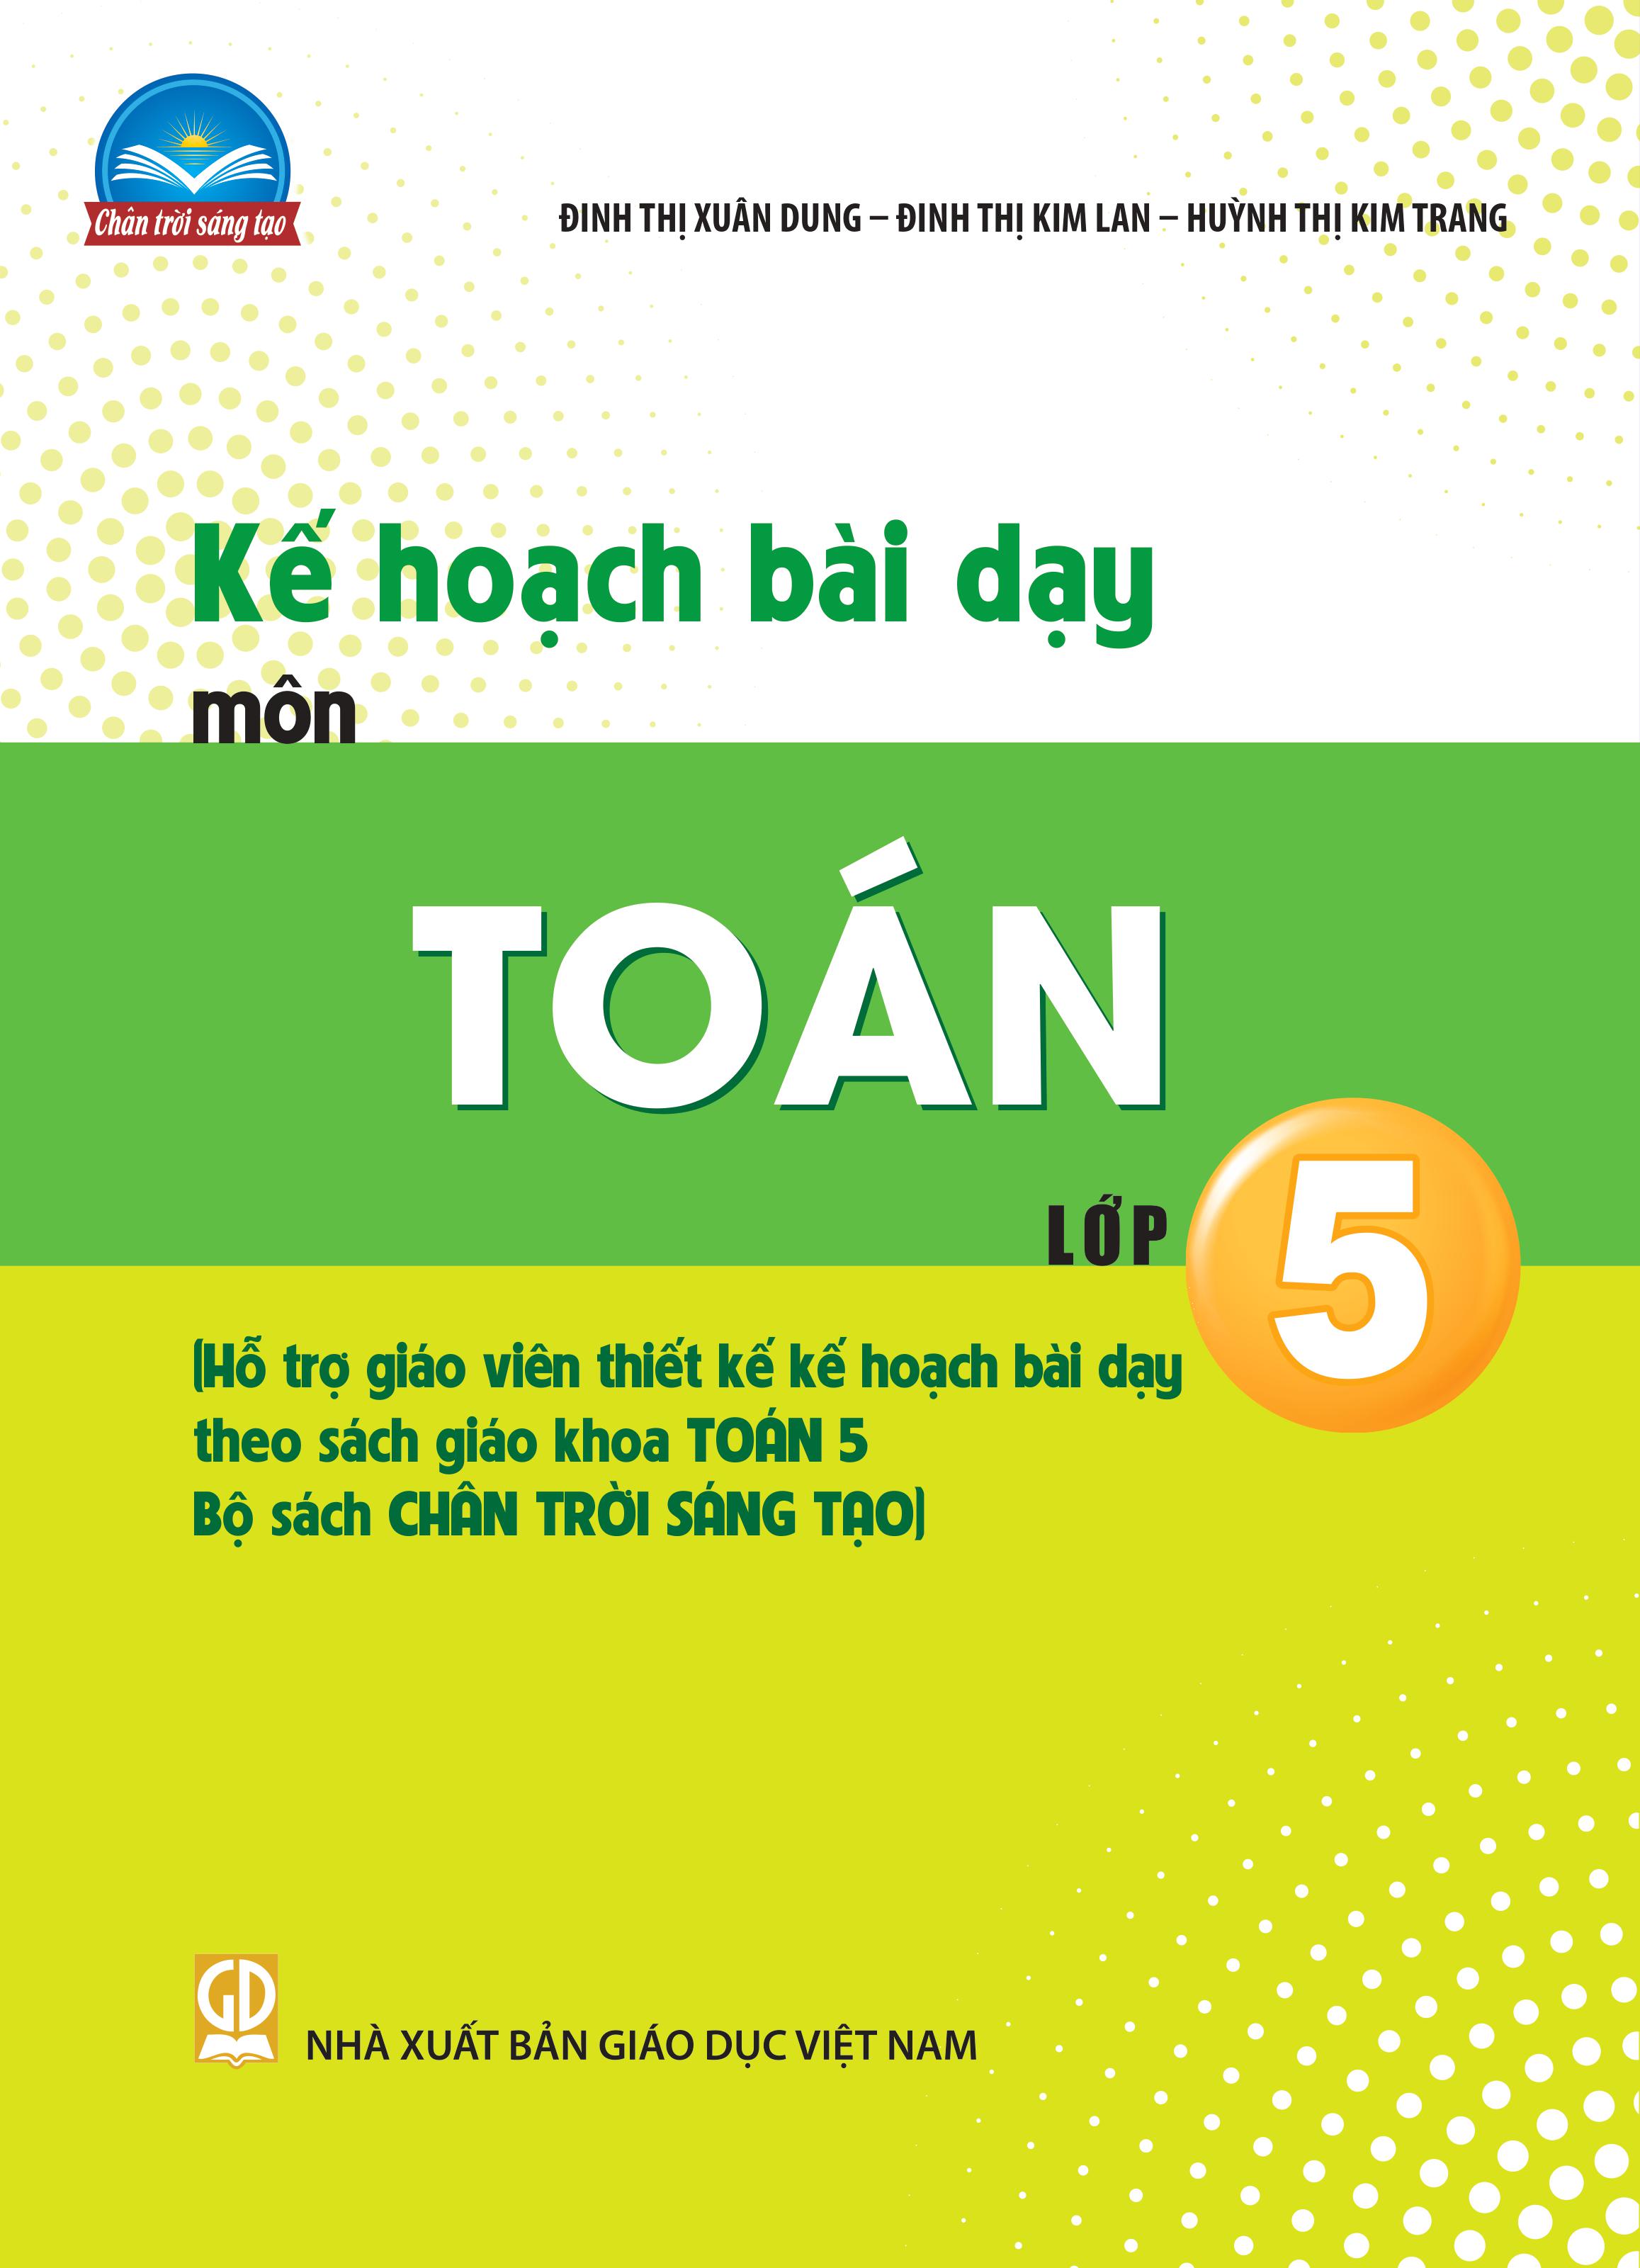 Chân trời sáng tạo
ĐINH THỊ XUÂN DUNG – ĐINH THỊ KIM LAN – HUỲNH THỊ KIM TRANG
Kế hoạch bài dạy
môn
TOÁN
LỚP 5
(Hỗ trợ giáo viên thiết kế kế hoạch bài dạy
theo sách giáo khoa TOÁN 5
Bộ sách CHÂN TRỜI SÁNG TẠO)
GD
NHÀ XUẤT BẢN GIÁO DỤC VIỆT NAM